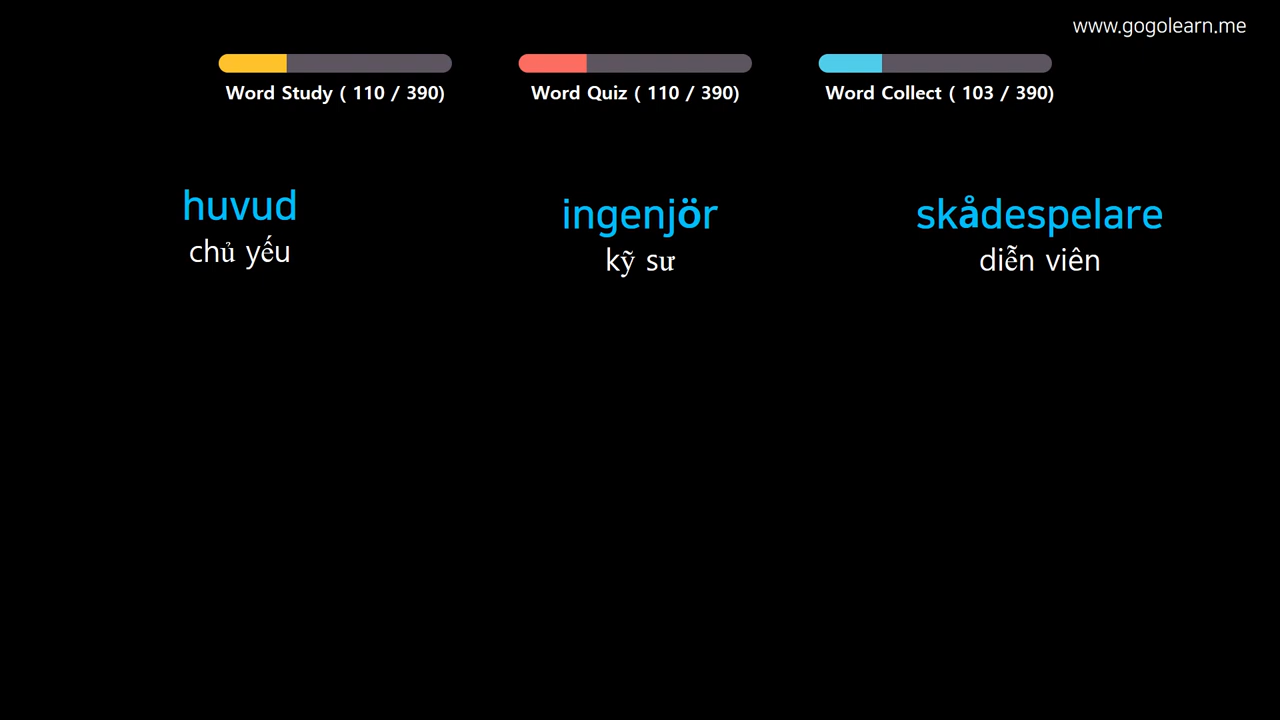 www.gogolearn.me
Word Study ( 110 / 390)
Word Quiz ( 110 / 390)
Word Collect ( 103 / 390)
huvud
chủ yếu
ingenjör
kỹ sư
skådespelare
diễn viên